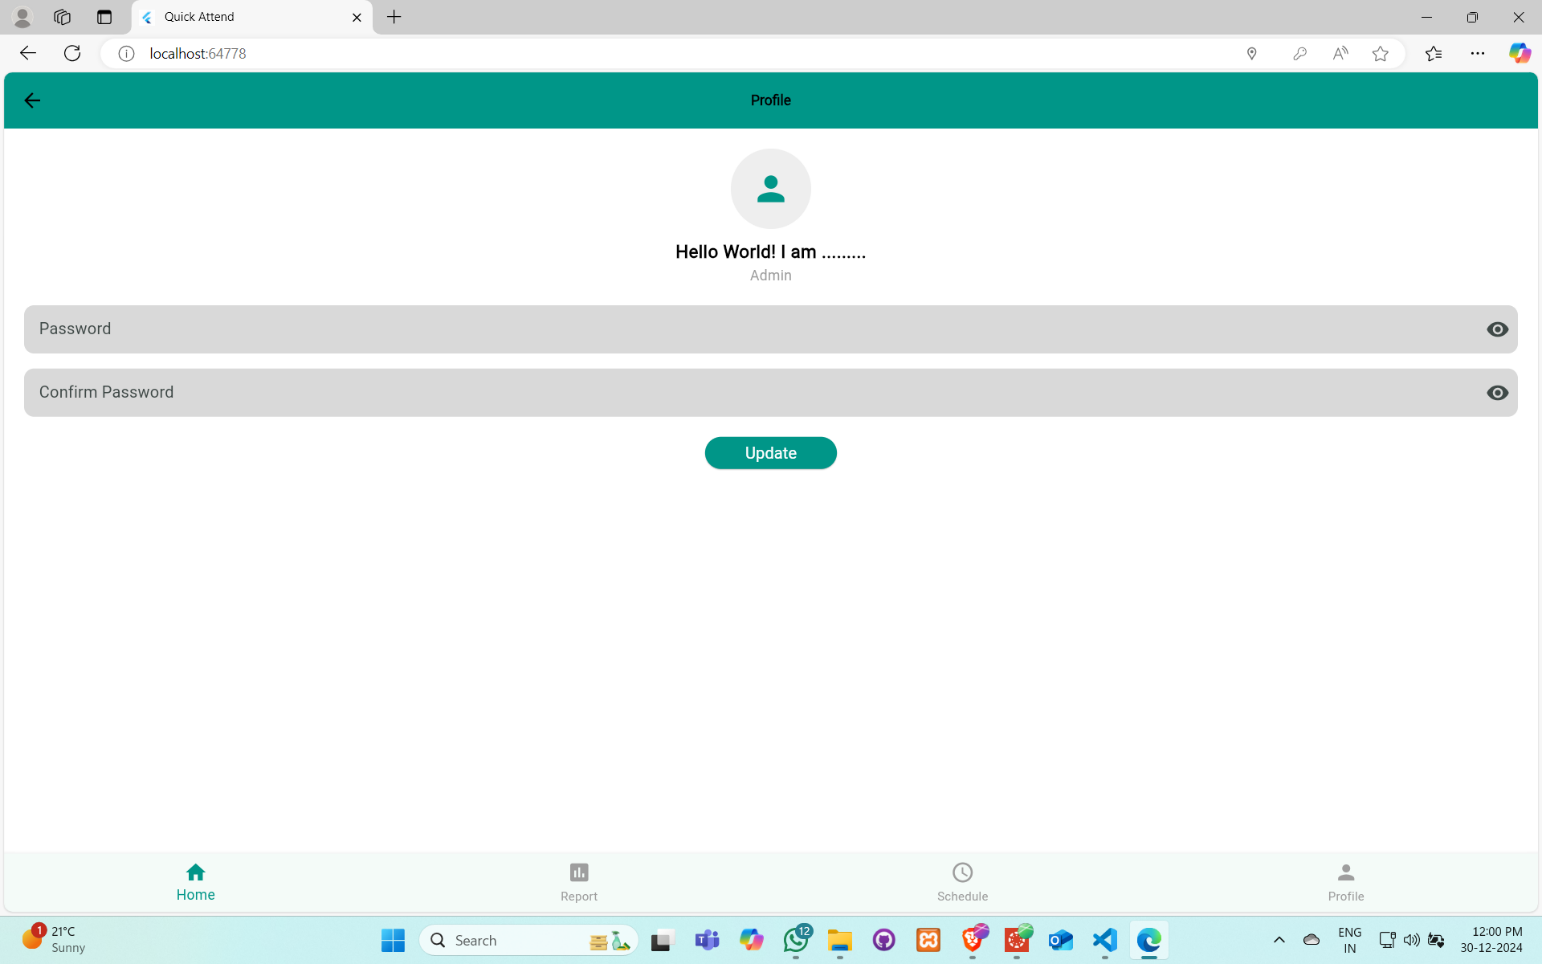 Quick Attend
localhost:64778
Profile
Hello World! I am .........
Admin
Password
Confirm Password
Update
Home
Report
Schedule
Profile
1
21°C
Sunny
Search
12
ENG
IN
12:00 PM
30-12-2024